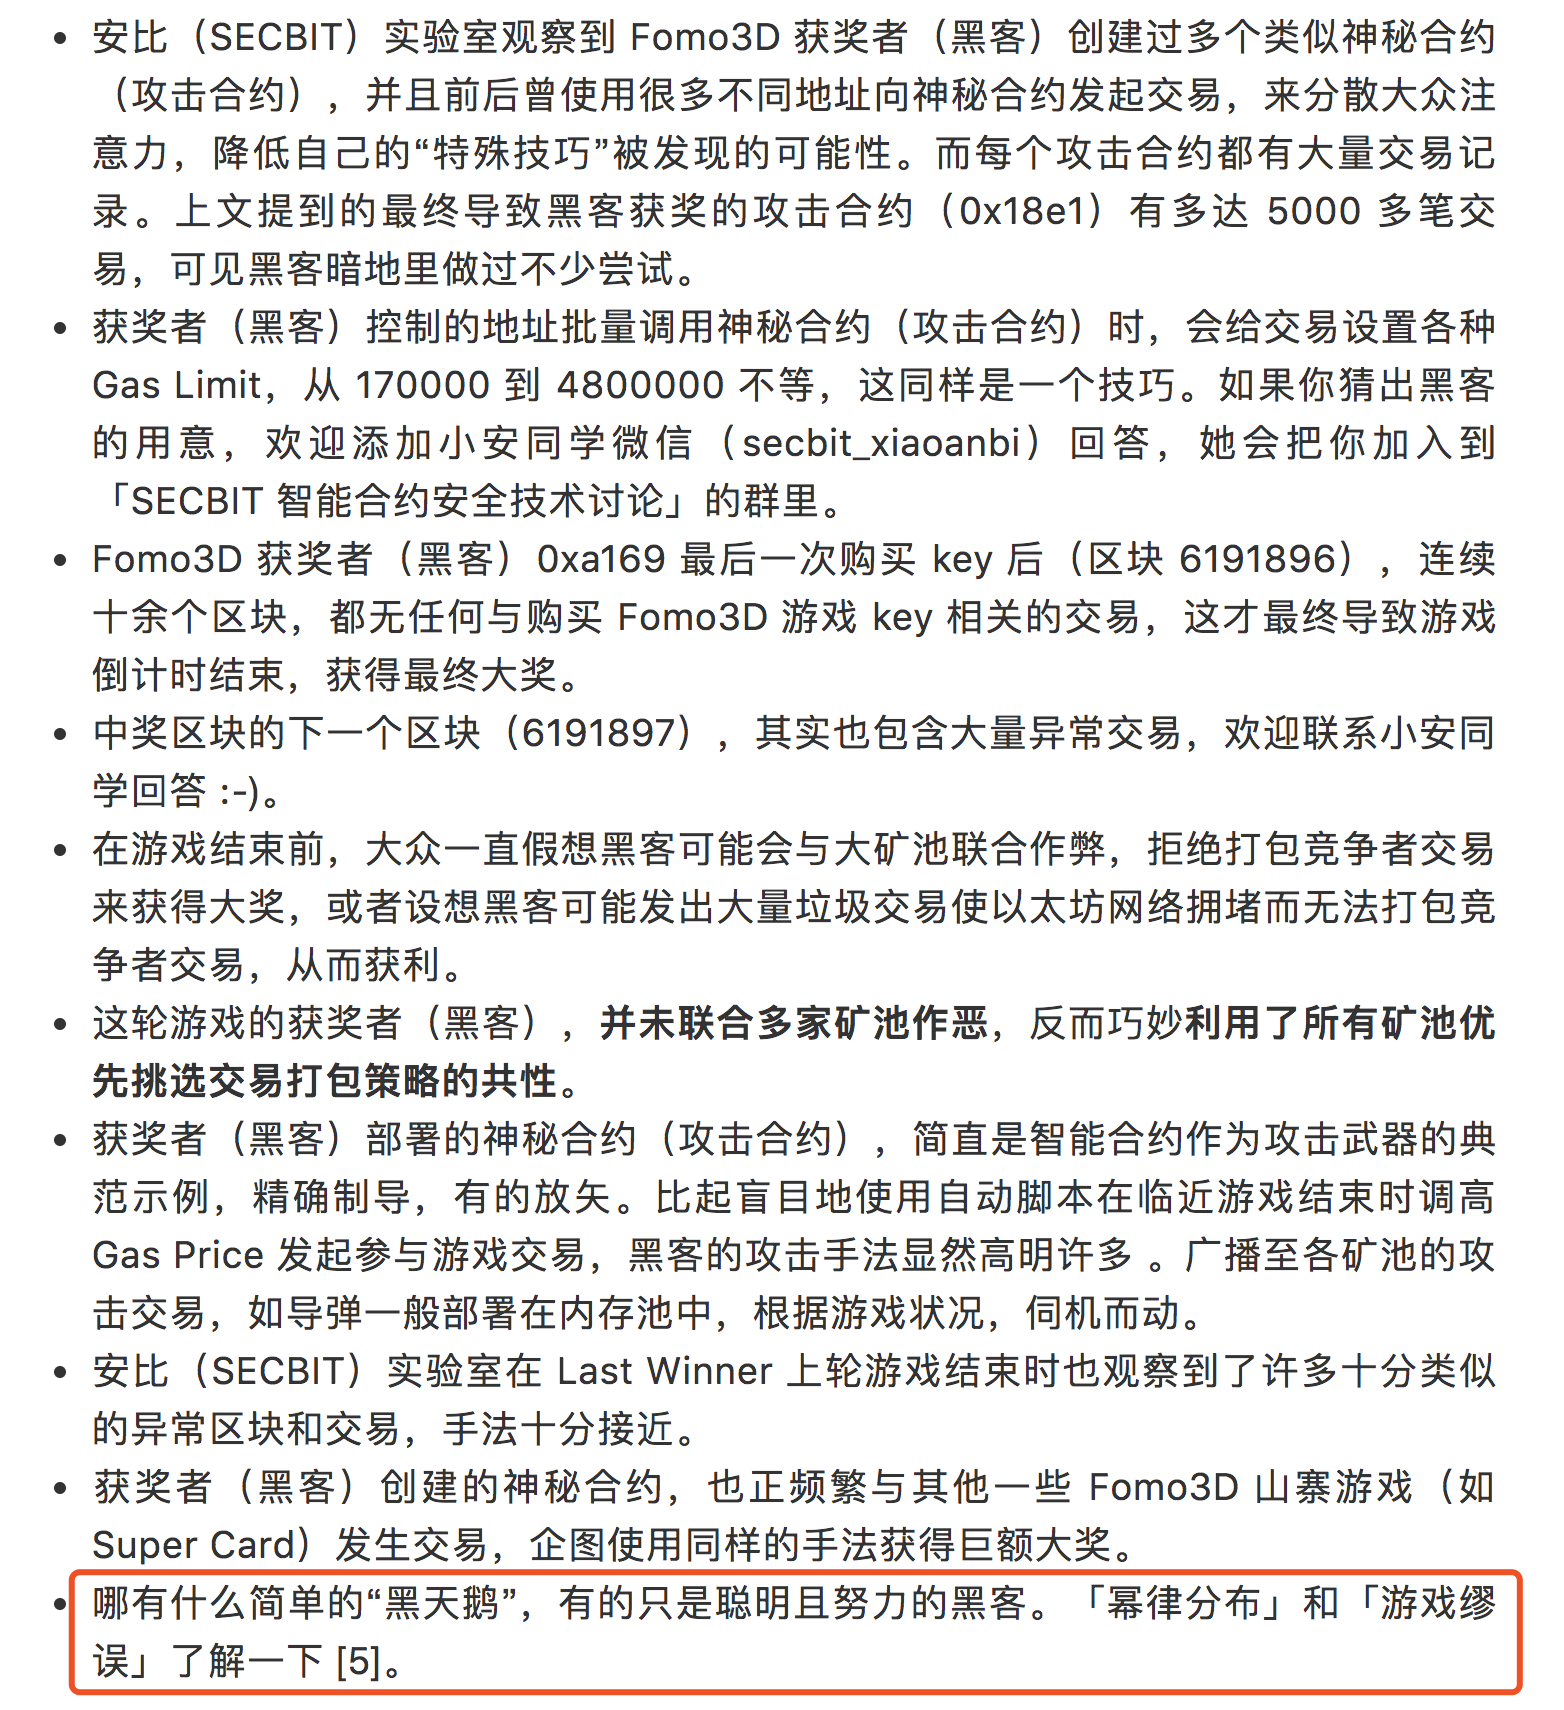 • 安比（SECBIT）实验室观察到 Fomo3D 获奖者（黑客）创建过多个类似神秘合约
（攻击合约），并且前后曾使用很多不同地址向神秘合约发起交易，来分散大众注
意力，降低自己的“特殊技巧”被发现的可能性。而每个攻击合约都有大量交易记
录。上文提到的最终导致黑客获奖的攻击合约（0x18e1）有多达 5000 多笔交
易，可见黑客暗地里做过不少尝试。
• 获奖者（黑客）控制的地址批量调用神秘合约（攻击合约）时，会给交易设置各种
Gas Limit，从 170000 到 4800000 不等，这同样是一个技巧。如果你猜出黑客
的用意，欢迎添加小安同学微信（secbit_xiaoanbi）回答，她会把你加入到
「SECBIT 智能合约安全技术讨论」的群里。
• Fomo3D 获奖者（黑客）0xa169 最后一次购买 key 后（区块 6191896），连续
十余个区块，都无任何与购买 Fomo3D 游戏 key 相关的交易，这才最终导致游戏
倒计时结束，获得最终大奖。
• 中奖区块的下一个区块（6191897），其实也包含大量异常交易，欢迎联系小安同
学回答 :-)。
• 在游戏结束前，大众一直假想黑客可能会与大矿池联合作弊，拒绝打包竞争者交易
来获得大奖，或者设想黑客可能发出大量垃圾交易使以太坊网络拥堵而无法打包竞
争者交易，从而获利。
• 这轮游戏的获奖者（黑客），并未联合多家矿池作恶，反而巧妙利用了所有矿池优
先挑选交易打包策略的共性。
• 获奖者（黑客）部署的神秘合约（攻击合约），简直是智能合约作为攻击武器的典
范示例，精确制导，有的放矢。比起盲目地使用自动脚本在临近游戏结束时调高
Gas Price 发起参与游戏交易，黑客的攻击手法显然高明许多 。广播至各矿池的攻
击交易，如导弹一般部署在内存池中，根据游戏状况，伺机而动。
• 安比（SECBIT）实验室在 Last Winner 上轮游戏结束时也观察到了许多十分类似
的异常区块和交易，手法十分接近。
• 获奖者（黑客）创建的神秘合约，也正频繁与其他一些 Fomo3D 山寨游戏（如
Super Card）发生交易，企图使用同样的手法获得巨额大奖。
• 哪有什么简单的“黑天鹅”，有的只是聪明且努力的黑客。「幂律分布」和「游戏缪
误」了解一下 [5]。